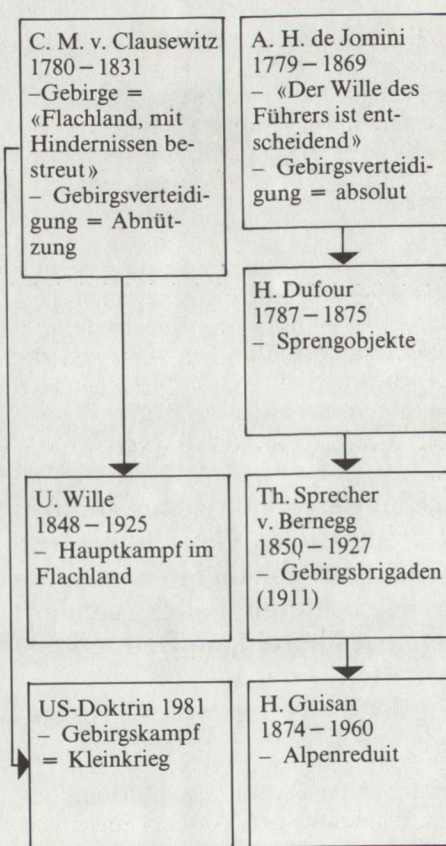 C. M. v. Clausewitz
1780 – 1831
–Gebirge =
«Flachland, mit
Hindernissen be-
streut»
– Gebirgsverteidi-
gung = Abnüt-
zung
A. H. de Jomini
1779 – 1869
– «Der Wille des
Führers ist ent-
scheidend»
– Gebirgsverteidi-
gung = absolut
H. Dufour
1787 – 1875
– Sprengobjekte
U. Wille
1848 – 1925
– Hauptkampf im
Flachland
Th. Sprecher
v. Bernegg
1850 – 1927
– Gebirgsbrigaden
(1911)
US-Doktrin 1981
– Gebirgskampf
= Kleinkrieg
H. Guisan
1874 – 1960
– Alpenreduit